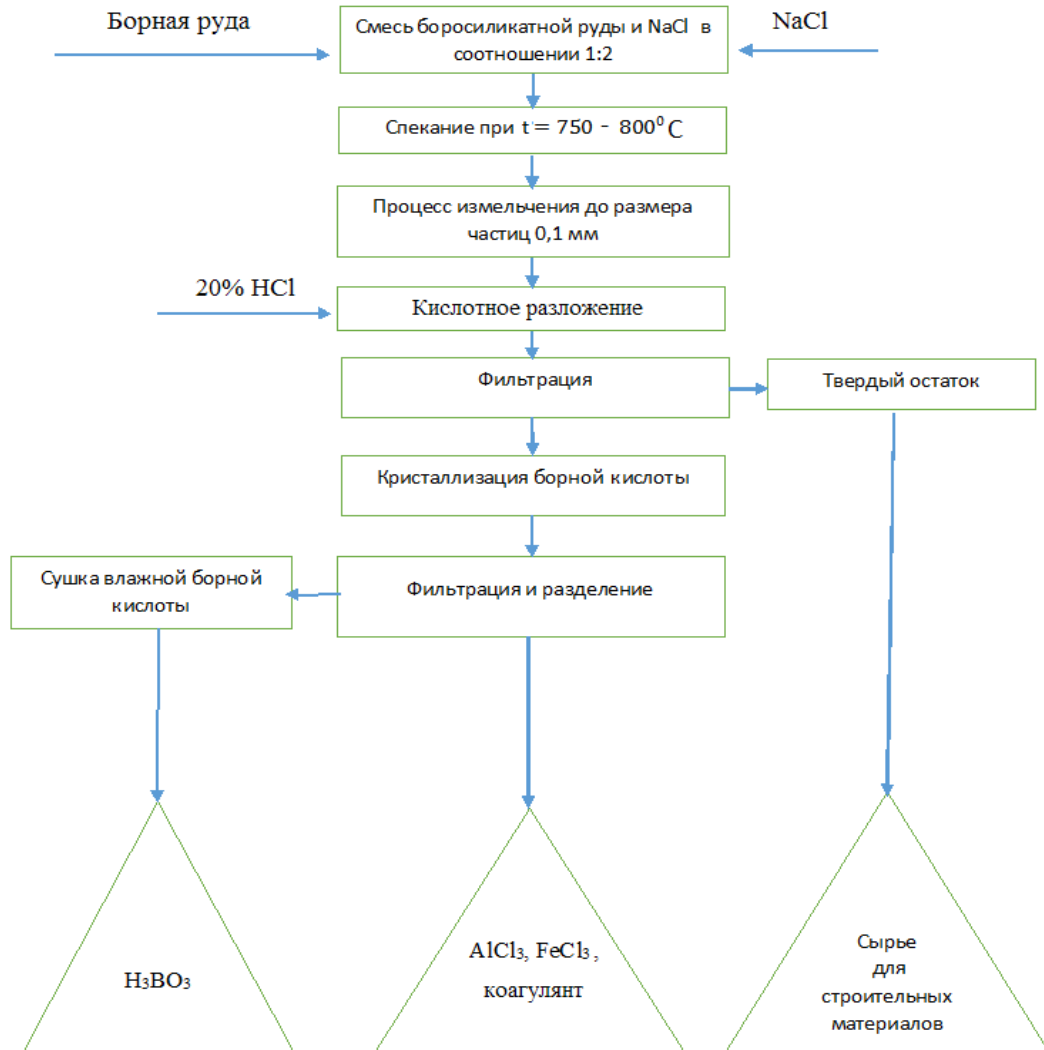 Борная руда
Смесь боросиликатной руды и NaCl в
соотношении 1:2
NaCl
Спекание при t = 750 - 800⁰ C
Процесс измельчения до размера
частиц 0,1 мм
20% HCl
Кислотное разложение
Фильтрация
Твердый остаток
Кристаллизация борной кислоты
Сушка влажной борной
кислоты
Фильтрация и разделение
H₃BO₃
AlCl₃, FeCl₃ ,
коагулянт
Сырье
для
строительных
материалов